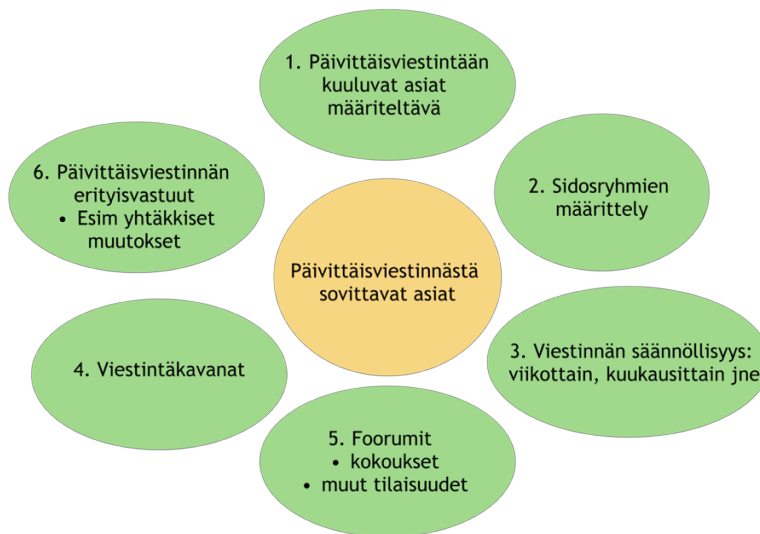 1. Päivittäisviestintään
kuuluvat asiat
määriteltävä
2. Sidosryhmien
määrittely
3. Viestinnän säännöllisyys:
viikottain, kuukausittain jne
4. Viestintäkavanat
5. Foorumit
• kokoukset
• muut tilaisuudet
6. Päivittäisviestinnän
erityisvastuut
• Esim yhtäkkiset
muutokset
Päivittäisviestinnästä
sovittavat asiat